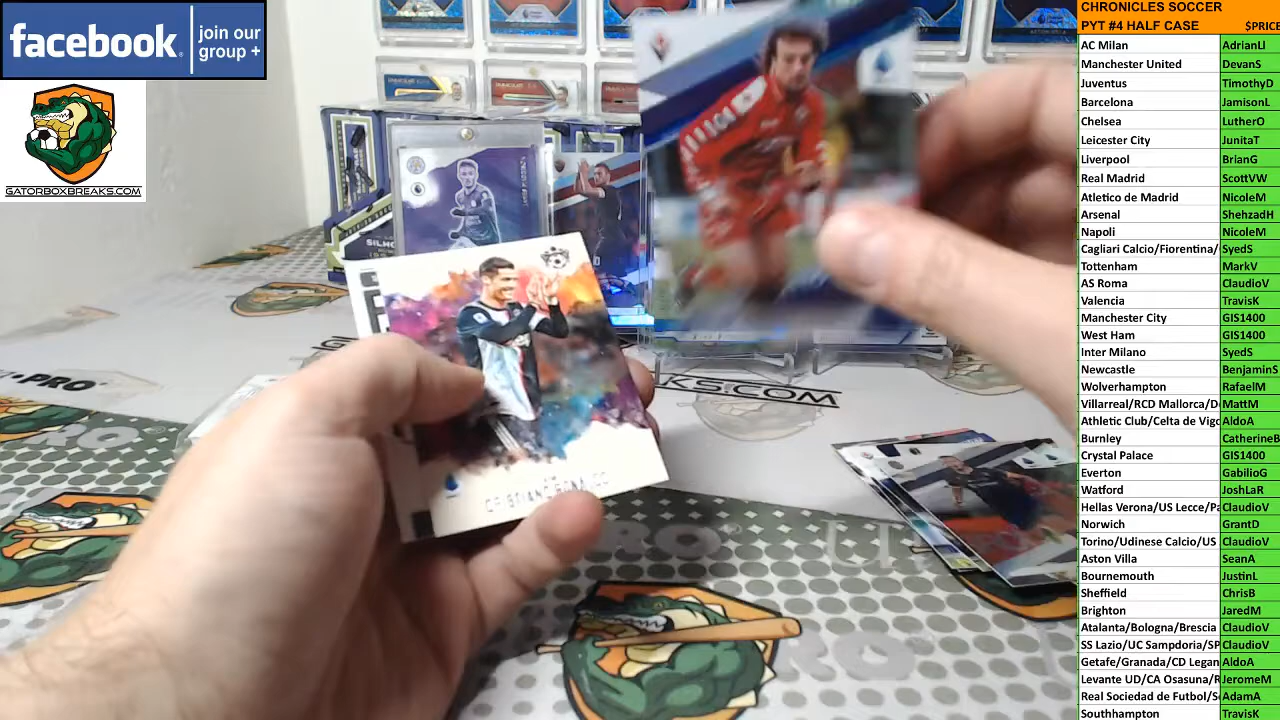 facebook
join our
group +
GATORBOXBREAKS.COM
CHRONICLES SOCCER
PYT #4 HALF CASE $PRICE
AC Milan AdrianLl
Manchester United DevanS
Juventus TimothyD
Barcelona JamisonL
Chelsea LutherO
Leicester City JunitaT
Liverpool BrianG
Real Madrid ScottVW
Atletico de Madrid NicoleM
Arsenal ShehzadH
Napoli NicoleM
Cagliari Calcio/Fiorentina/ SyedS
Tottenham MarkV
AS Roma ClaudioV
Valencia TravisK
Manchester City GIS1400
West Ham GIS1400
Inter Milano SyedS
Newcastle BenjaminS
Wolverhampton RafaelM
Villarreal/RCD Mallorca/D MattM
Athletic Club/Celta de Vigo AldoA
Burnley CatherineB
Crystal Palace GIS1400
Everton GabilioG
Watford JoshLaR
Hellas Verona/US Lecce/Pa ClaudioV
Norwich GrantD
Torino/Udinese Calcio/US ClaudioV
Aston Villa SeanA
Bournemouth JustinL
Sheffield ChrisB
Brighton JaredM
Atalanta/Bologna/Brescia ClaudioV
SS Lazio/UC Sampdoria/SP ClaudioV
Getafe/Granada/CD Legan AldoA
Levante UD/CA Osasuna/R JeromeM
Real Sociedad de Futbol/S AdamA
Southhampton TravisK
CRISTIANO RONALDO
KS.COM
PRO